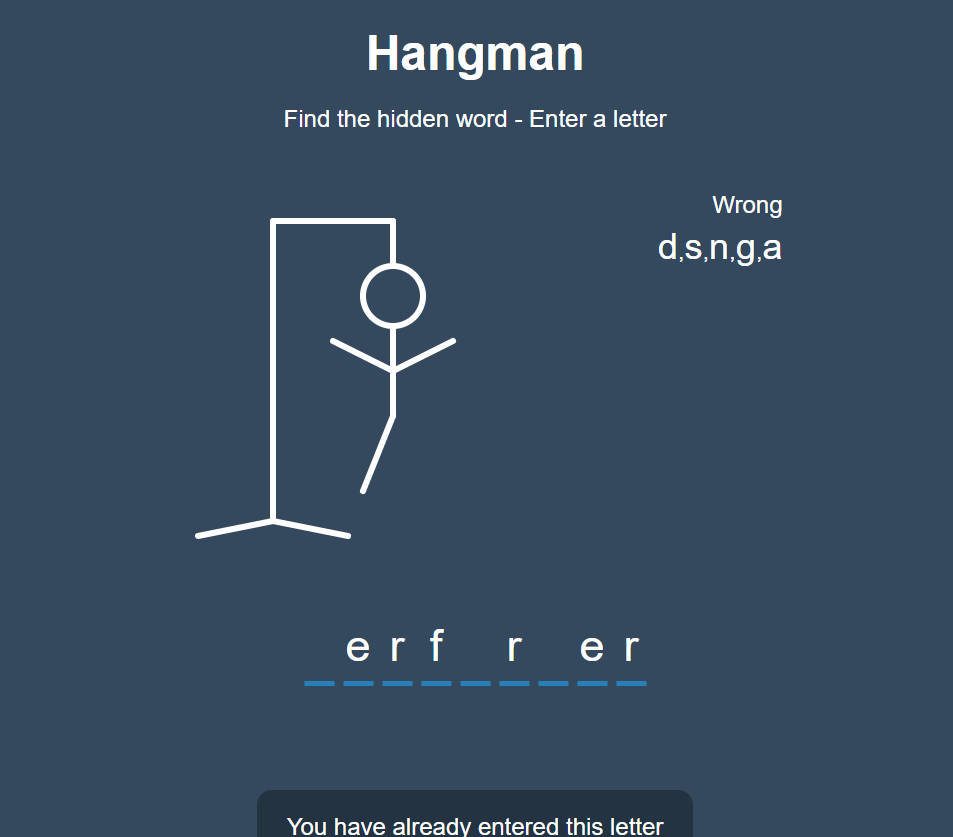 Hangman
Find the hidden word - Enter a letter
Wrong
d,s,n,g,a
e r f r e r
You have already entered this letter